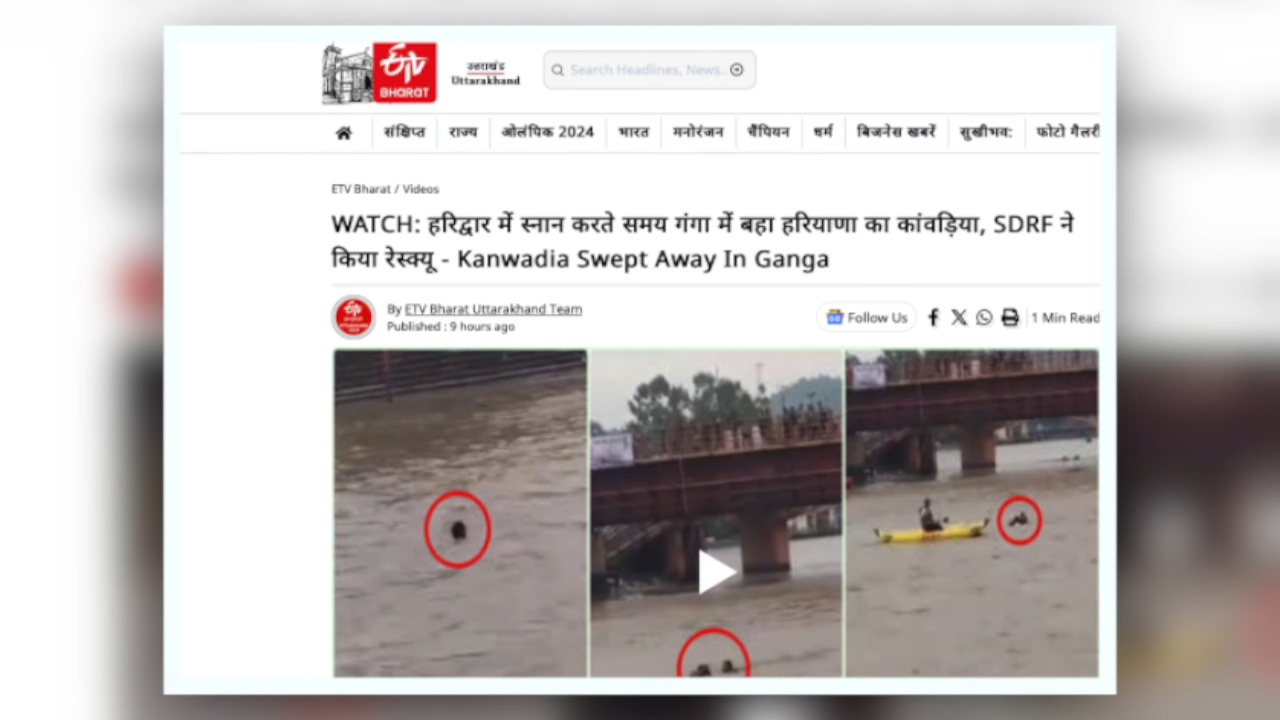 ETV
BHARAT
उत्तराखंड
Uttarakhand
Search Headlines, News..
संक्षिप्त राज्य ओलंपिक 2024 भारत मनोरंजन चैंपियन धर्म बिजनेस खबरें सुखीभव: फोटो गैलरी
ETV Bharat / Videos
WATCH: हरिद्वार में स्नान करते समय गंगा में बहा हरियाणा का कांवड़िया, SDRF ने
किया रेस्क्यू - Kanwadia Swept Away In Ganga
By ETV Bharat Uttarakhand Team
Published : 9 hours ago
Follow Us
1 Min Read